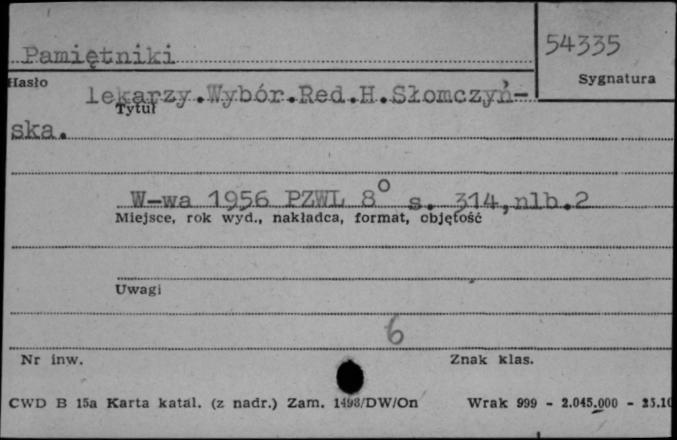 Pamiętniki
54335
Hasło
Sygnatura
lekarzy.Wybór.Red.H.Słomczyń-
Tytuł
ska.
W-wa 1956 PZWL 8° s. 314,nlb.2
Miejsce, rok wyd., nakładca, format, objętość
Uwagi
6
Nr inw.
Znak klas.
CWD B 15a Karta katal. (z nadr.) Zam. 1498/DW/On Wrak 999 - 2.045.000 -